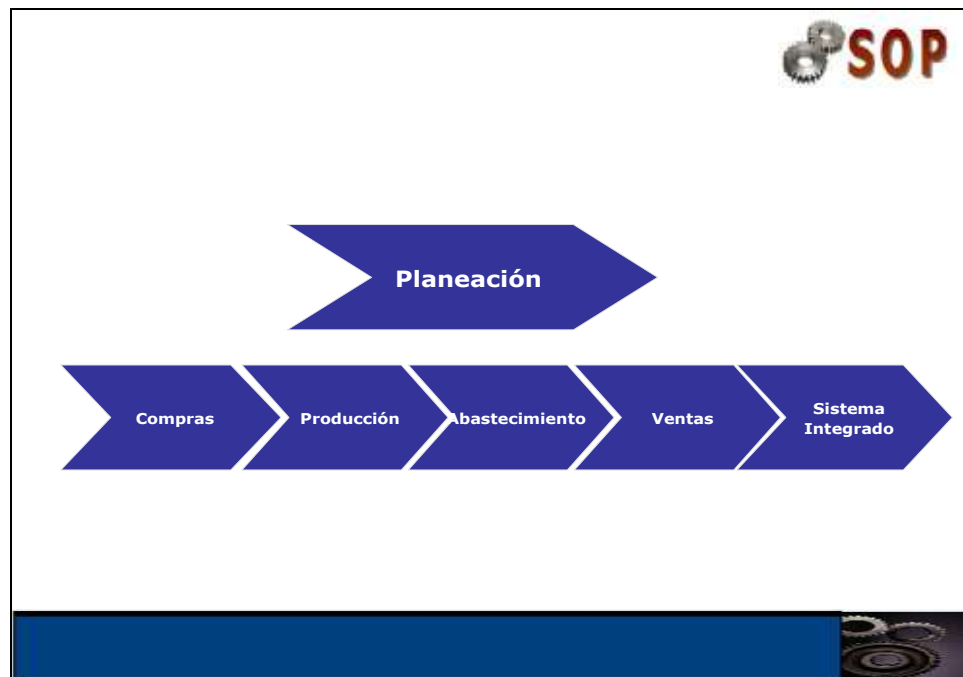 SOP
Planeación
Compras
Producción
Abastecimiento
Ventas
Sistema
Integrado